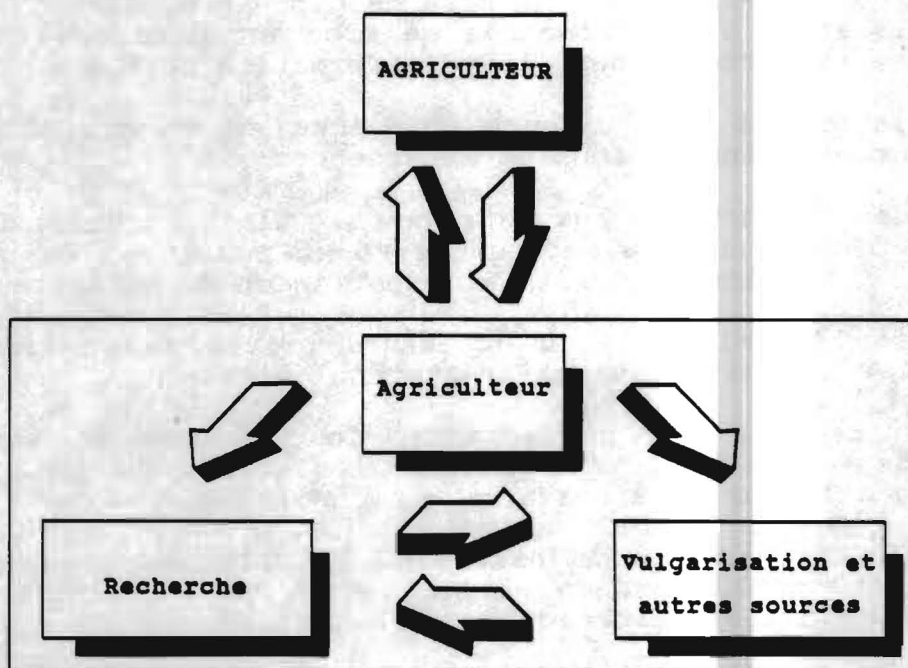 AGRICULTEUR
Agriculteur
Recherche
Vulgarisation et
autres sources